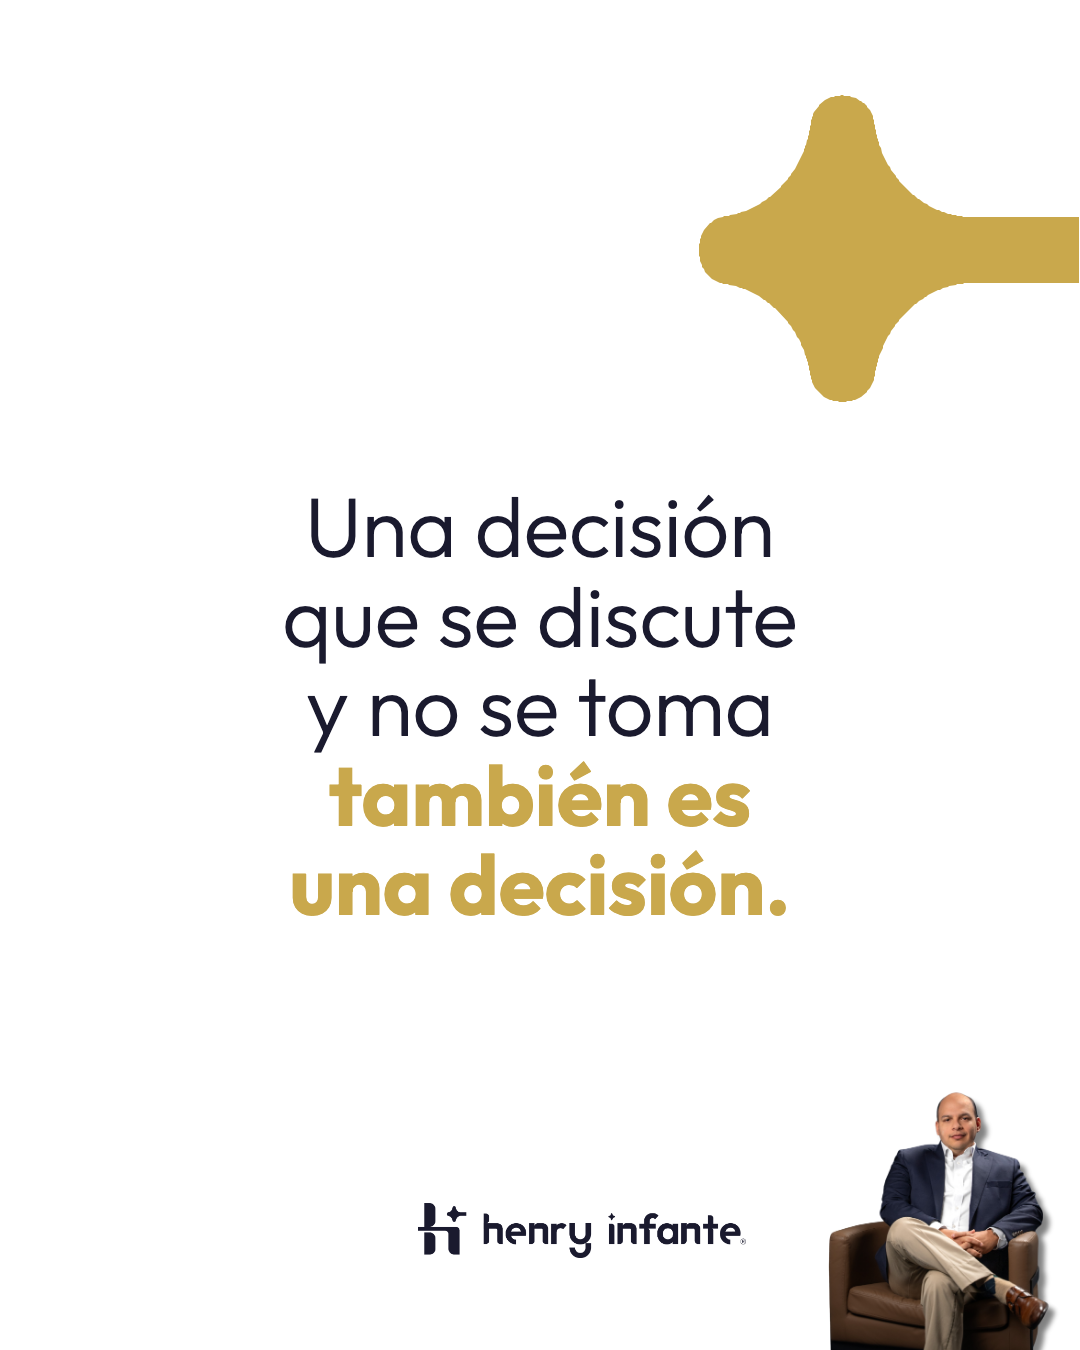 Una decisión
que se discute
y no se toma
también es
una decisión.
henry infante®